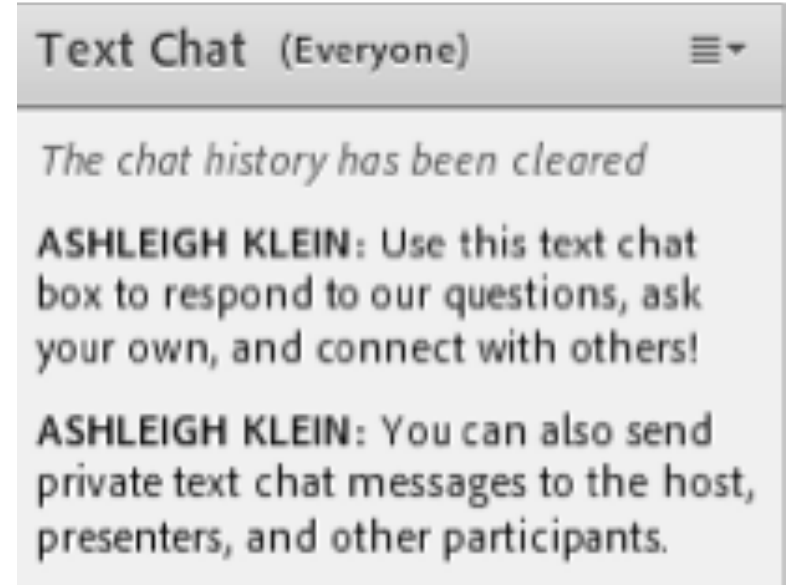 Text Chat (Everyone)
The chat history has been cleared
ASHLEIGH KLEIN: Use this text chat
box to respond to our questions, ask
your own, and connect with others!
ASHLEIGH KLEIN: You can also send
private text chat messages to the host,
presenters, and other participants.